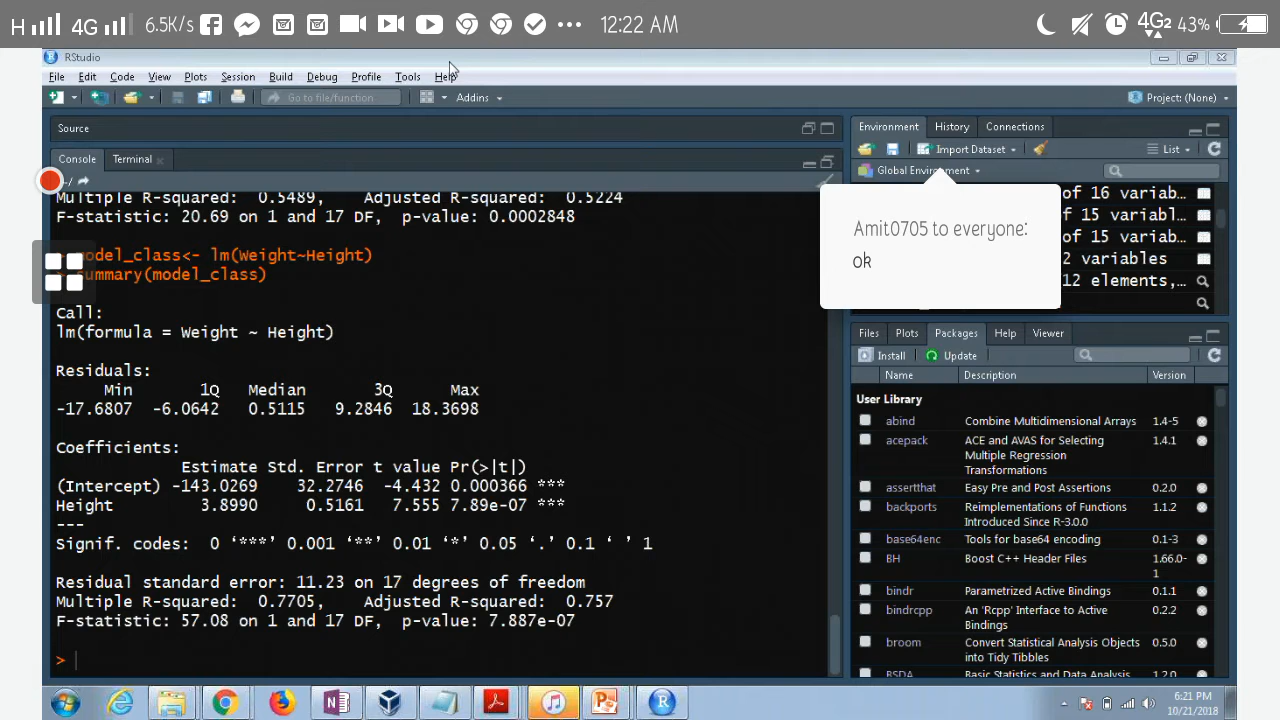 H 4G 6.5K/s 12:22 AM 4G2 43%
RStudio
File Edit Code View Plots Session Build Debug Profile Tools Help
Go to file/function Addins Project: (None)
Source
Console Terminal
~/
Multiple R-squared: 0.5489, Adjusted R-squared: 0.5224
F-statistic: 20.69 on 1 and 17 DF, p-value: 0.0002848
model_class<- lm(Weight~Height)
> summary(model_class)
Call:
lm(formula = Weight ~ Height)
Residuals:
Min 1Q Median 3Q Max
-17.6807 -6.0642 0.5115 9.2846 18.3698
Coefficients:
Estimate Std. Error t value Pr(>|t|)
(Intercept) -143.0269 32.2746 -4.432 0.000366 ***
Height 3.8990 0.5161 7.555 7.89e-07 ***
---
Signif. codes: 0 ‘***’ 0.001 ‘**’ 0.01 ‘*’ 0.05 ‘.’ 0.1 ‘ ’ 1
Residual standard error: 11.23 on 17 degrees of freedom
Multiple R-squared: 0.7705, Adjusted R-squared: 0.757
F-statistic: 57.08 on 1 and 17 DF, p-value: 7.887e-07
>
Environment History Connections
Import Dataset List
Global Environment
of 16 variab…
of 15 variabl…
of 15 variab…
2 variables
12 elements,…
Amit0705 to everyone:
ok
Files Plots Packages Help Viewer
Install Update
Name Description Version
User Library
abind Combine Multidimensional Arrays 1.4-5
acepack ACE and AVAS for Selecting 1.4.1
Multiple Regression
Transformations
assertthat Easy Pre and Post Assertions 0.2.0
backports Reimplementations of Functions 1.1.2
Introduced Since R-3.0.0
base64enc Tools for base64 encoding 0.1-3
BH Boost C++ Header Files 1.66.0-
1
bindr Parametrized Active Bindings 0.1.1
bindrcpp An 'Rcpp' Interface to Active 0.2.2
Bindings
broom Convert Statistical Analysis Objects 0.5.0
into Tidy Tibbles
BSDA Basic Statistics and Data Analysis 1.2.0
6:21 PM
10/21/2018